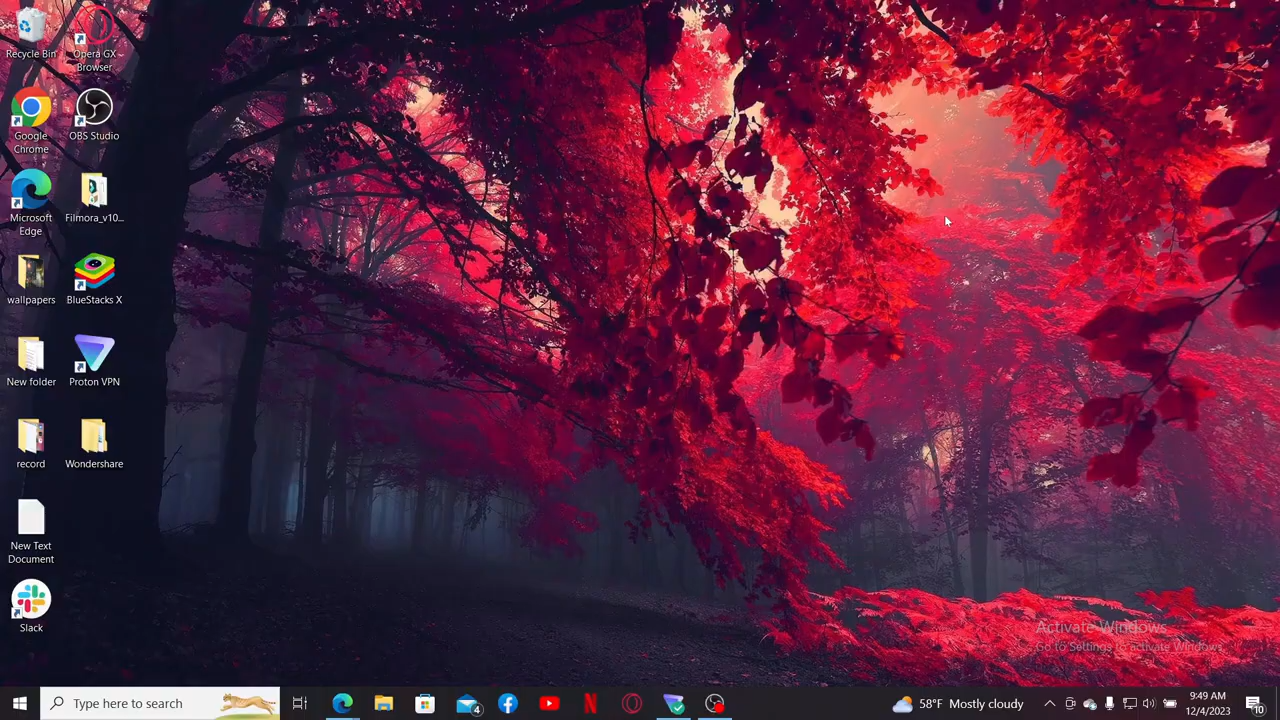 Recycle Bin
Opera GX
Browser
Google
Chrome
OBS Studio
Microsoft
Edge
Filmora_v10...
wallpapers
BlueStacks X
New folder
Proton VPN
record
Wondershare
New Text
Document
Slack
Activate Windows
Go to Settings to activate Windows.
Type here to search
4
58°F Mostly cloudy
9:49 AM
12/4/2023
10